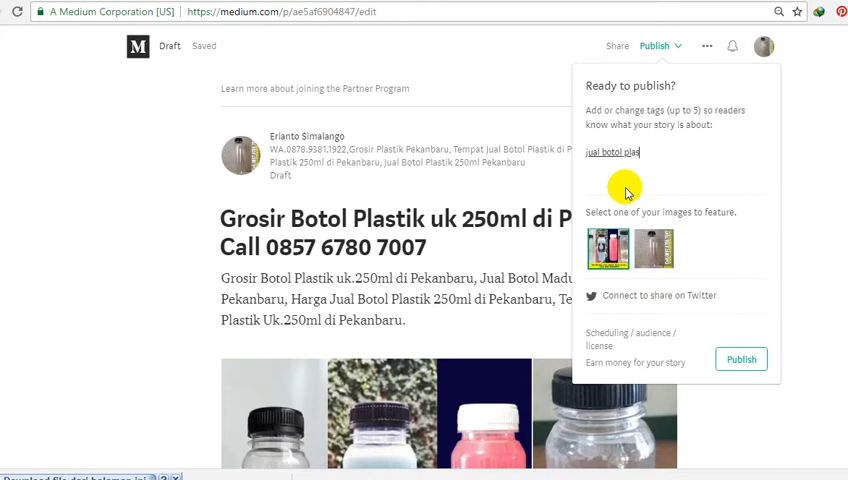 A Medium Corporation [US]
https://medium.com/p/ae5af6904847/edit
M
Draft
Saved
Share
Publish
Learn more about joining the Partner Program
Erianto Simalango
WA.0878.9381.1922,Grosir Plastik Pekanbaru, Tempat Jual Botol Plastik di P
Plastik 250ml di Pekanbaru, Jual Botol Plastik 250ml Pekanbaru
Draft
Grosir Botol Plastik uk 250ml di P
Call 0857 6780 7007
Grosir Botol Plastik uk.250ml di Pekanbaru, Jual Botol Madu
Pekanbaru, Harga Jual Botol Plastik 250ml di Pekanbaru, Te
Plastik Uk.250ml di Pekanbaru.
Ready to publish?
Add or change tags (up to 5) so readers
know what your story is about:
jual botol plas
Select one of your images to feature.
Connect to share on Twitter
Scheduling / audience /
license
Earn money for your story
Publish
Download file dari halaman ini